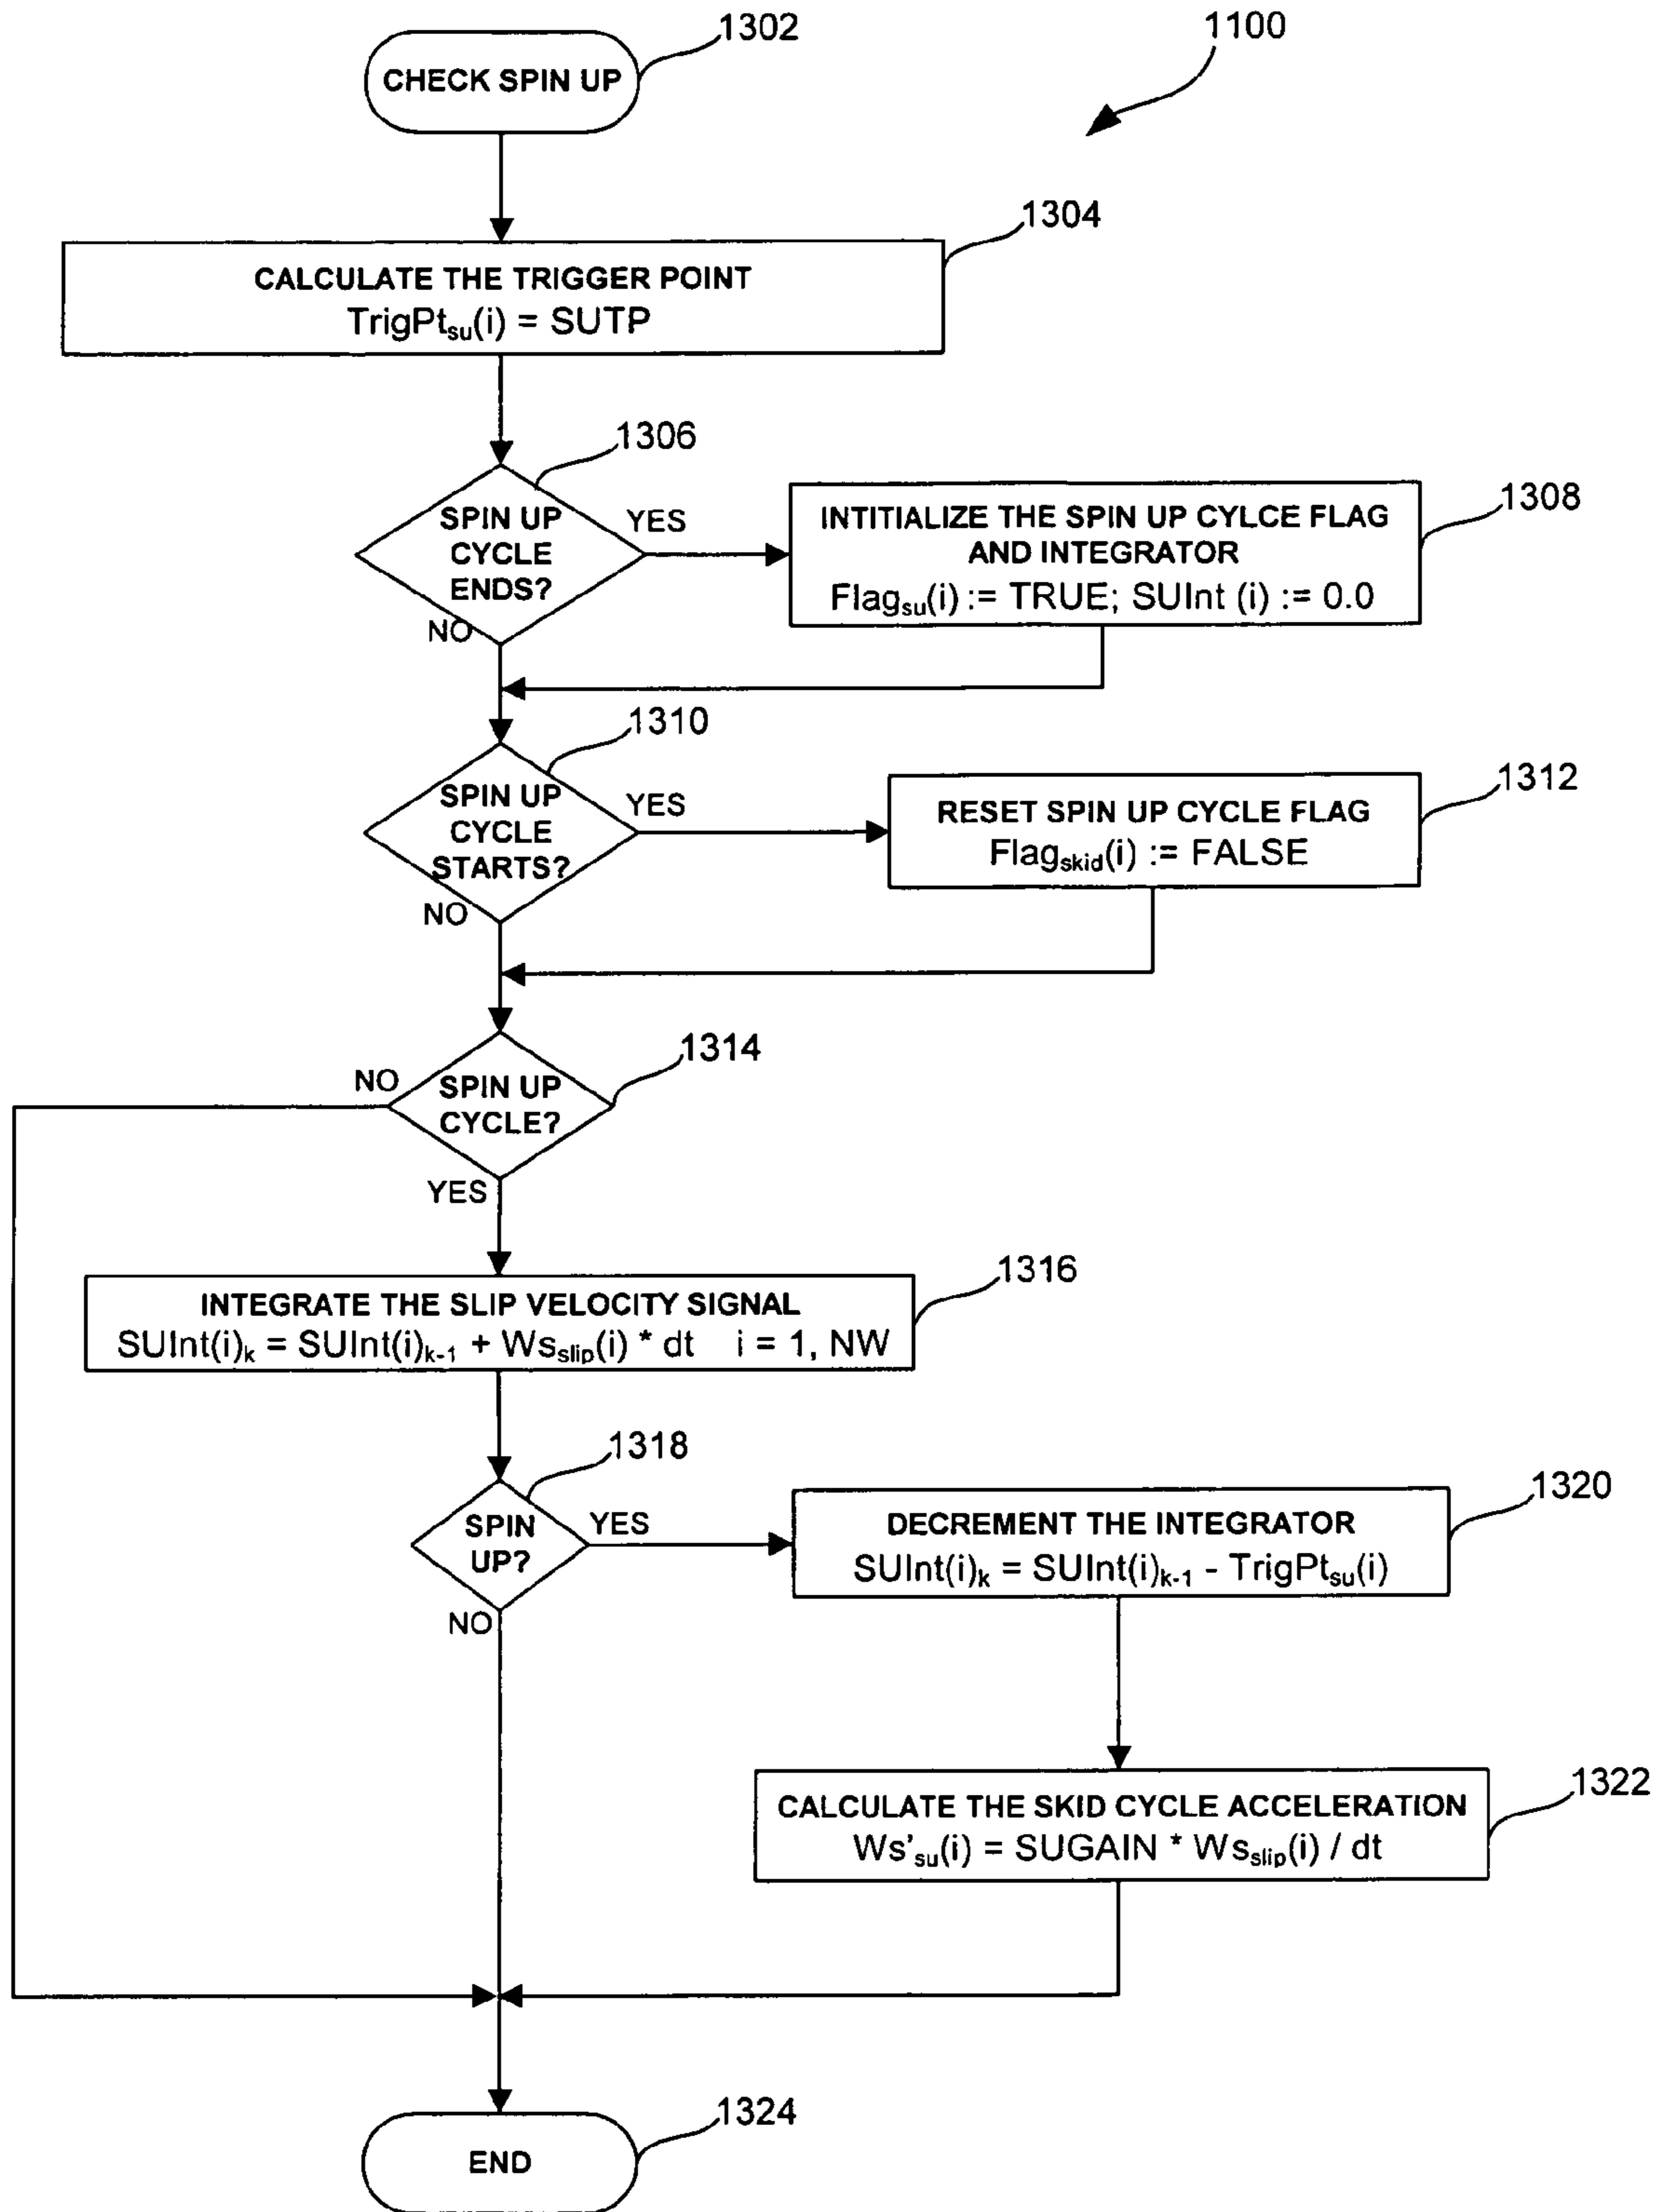 1302
1100
CHECK SPIN UP
1304
CALCULATE THE TRIGGER POINT
TrigPtsu(i) = SUTP
1306
SPIN UP
CYCLE
ENDS?
YES
NO
1308
INTITIALIZE THE SPIN UP CYLCE FLAG
AND INTEGRATOR
Flagsu(i) := TRUE; SUInt (i) := 0.0
1310
SPIN UP
CYCLE
STARTS?
YES
NO
1312
RESET SPIN UP CYCLE FLAG
Flagskid(i) := FALSE
1314
NO
SPIN UP
CYCLE?
YES
1316
INTEGRATE THE SLIP VELOCITY SIGNAL
SUInt(i)k = SUInt(i)k-1 + Wsslip(i) * dt i = 1, NW
1318
SPIN
UP?
YES
NO
1320
DECREMENT THE INTEGRATOR
SUInt(i)k = SUInt(i)k-1 - TrigPtsu(i)
1322
CALCULATE THE SKID CYCLE ACCELERATION
Ws'su(i) = SUGAIN * Wsslip(i) / dt
1324
END